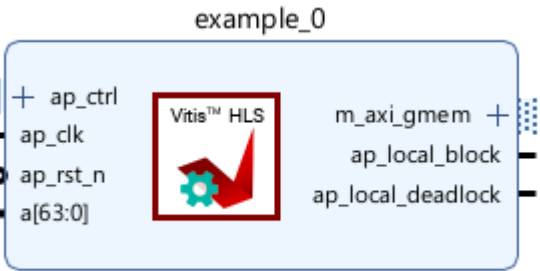 example_0
ap_ctrl
ap_clk
ap_rst_n
a[63:0]
Vitis™ HLS
m_axi_gmem
ap_local_block
ap_local_deadlock